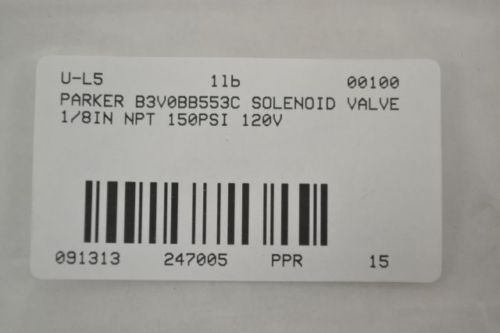 U-L5 1lb 00100
PARKER B3V0BB553C SOLENOID VALVE
1/8IN NPT 150PSI 120V
091313 247005 PPR 15